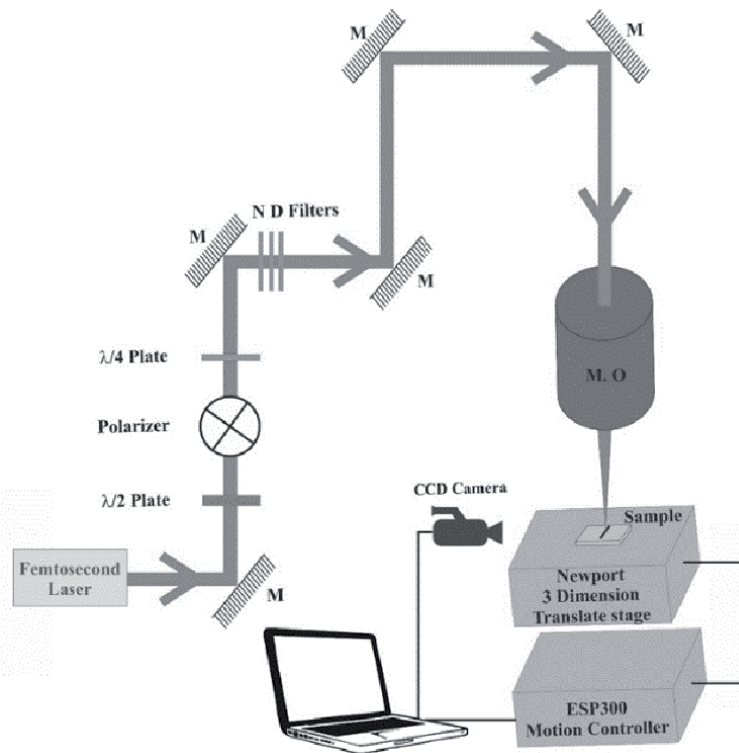 M
M
N D Filters
M
M
λ/4 Plate
M. O
Polarizer
CCD Camera
λ/2 Plate
Sample
Femtosecond
Laser
M
Newport
3 Dimension
Translate stage
ESP300
Motion Controller